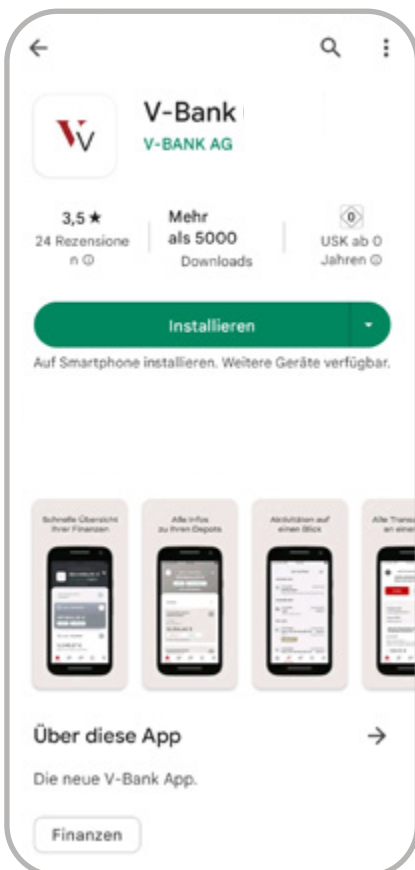 V-Bank
V-BANK AG
3,5 ★
24 Rezensione
n
Mehr
als 5000
Downloads
0
USK ab 0
Jahren
Installieren
Auf Smartphone installieren. Weitere Geräte verfügbar.
Schnelle Übersicht
Ihrer Finanzen
Alle Infos
zu Ihren Depots
Aktivitäten auf
einen Blick
Alle Transa
an einem
Über diese App
Die neue V-Bank App.
Finanzen